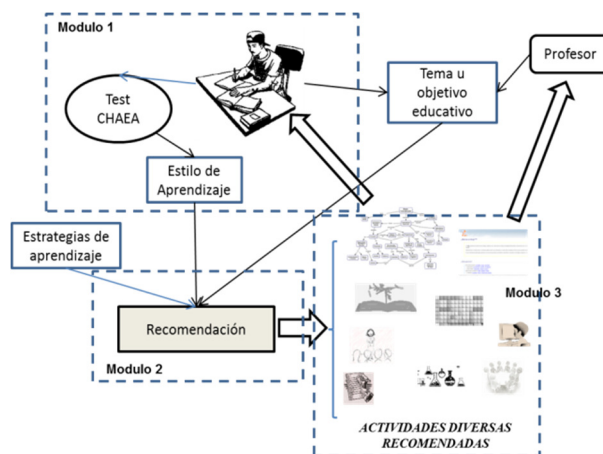 Modulo 1
Profesor
Test
CHAEA
Tema u
objetivo
educativo
Estilo de
Aprendizaje
Estrategias de
aprendizaje
Recomendación
Modulo 2
Modulo 3
ACTIVIDADES DIVERSAS
RECOMENDADAS